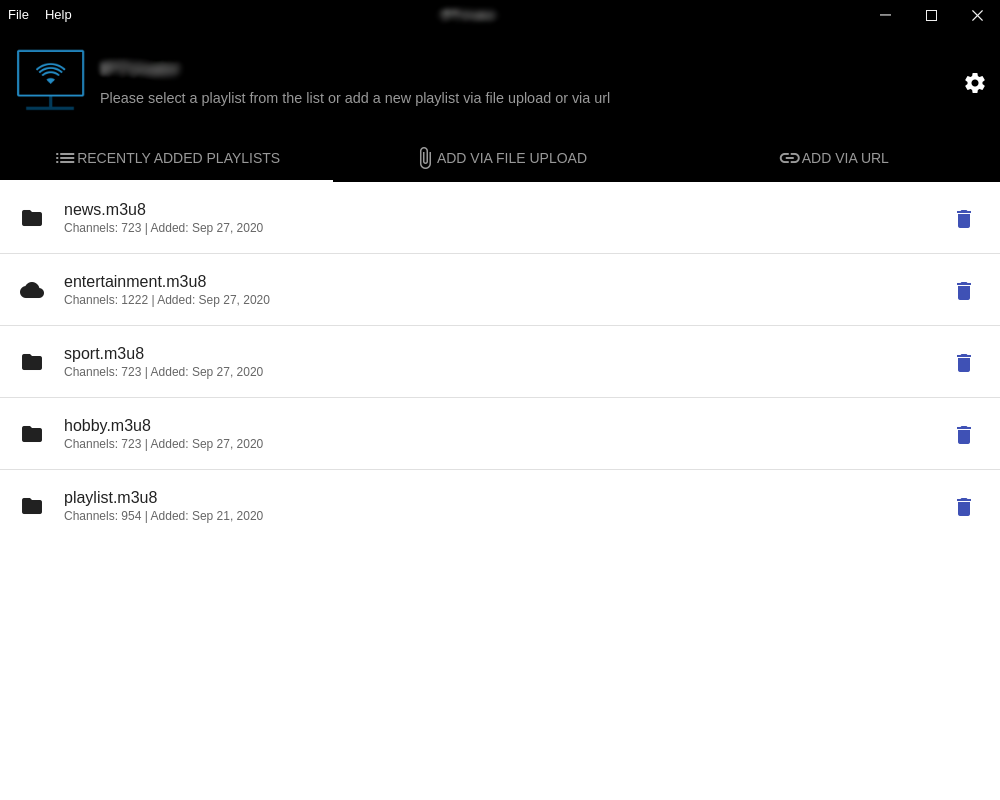 File Help
Please select a playlist from the list or add a new playlist via file upload or via url
RECENTLY ADDED PLAYLISTS
ADD VIA FILE UPLOAD
ADD VIA URL
news.m3u8
Channels: 723 | Added: Sep 27, 2020
entertainment.m3u8
Channels: 1222 | Added: Sep 27, 2020
sport.m3u8
Channels: 723 | Added: Sep 27, 2020
hobby.m3u8
Channels: 723 | Added: Sep 27, 2020
playlist.m3u8
Channels: 954 | Added: Sep 21, 2020